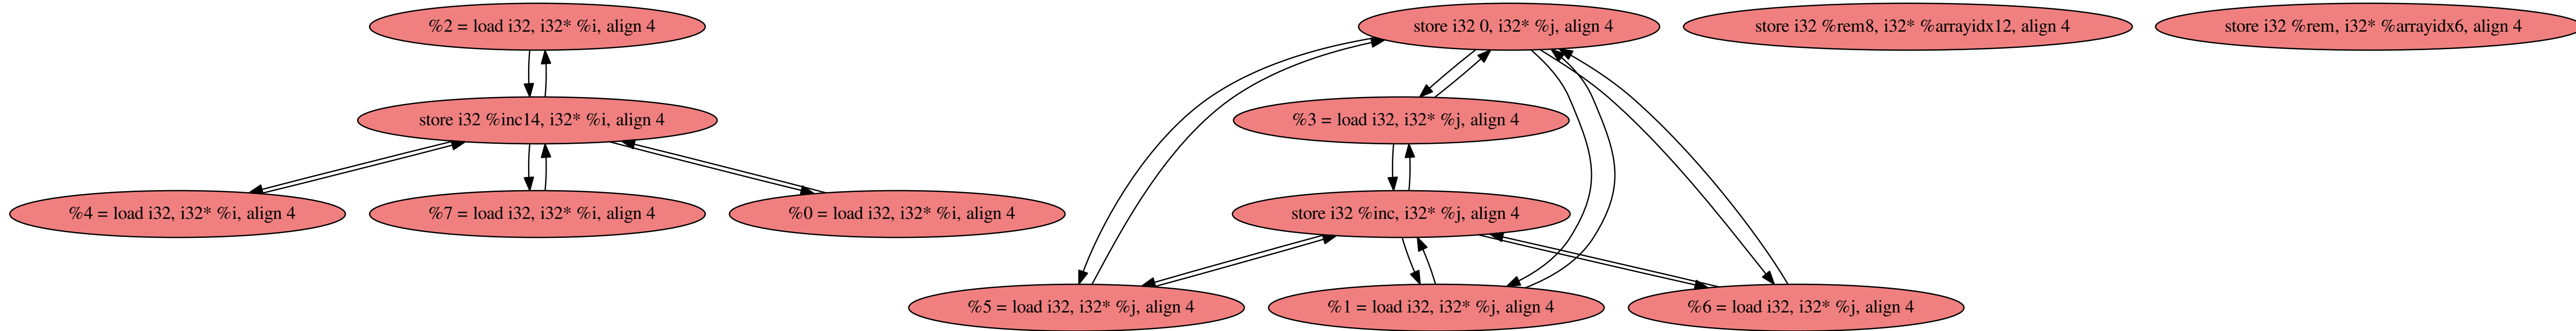 %2 = load i32, i32* %i, align 4
store i32 0, i32* %j, align 4
store i32 %rem8, i32* %arrayidx12, align 4
store i32 %rem, i32* %arrayidx6, align 4
store i32 %inc14, i32* %i, align 4
%3 = load i32, i32* %j, align 4
%4 = load i32, i32* %i, align 4
%7 = load i32, i32* %i, align 4
%0 = load i32, i32* %i, align 4
store i32 %inc, i32* %j, align 4
%5 = load i32, i32* %j, align 4
%1 = load i32, i32* %j, align 4
%6 = load i32, i32* %j, align 4